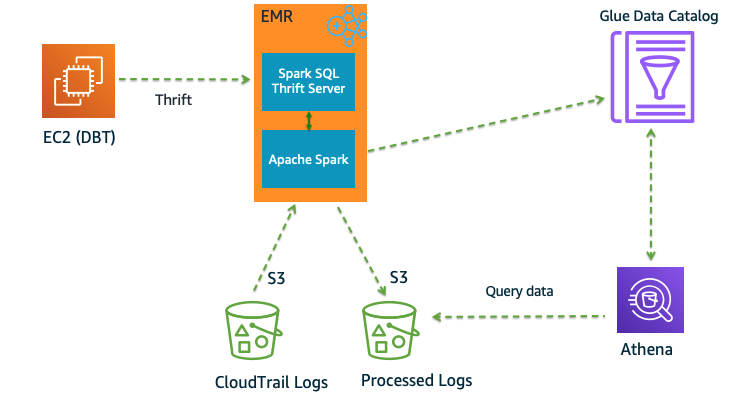 EMR
Glue Data Catalog
Spark SQL
Thrift Server
Thrift
EC2 (DBT)
Apache Spark
S3
S3
Query data
Athena
CloudTrail Logs
Processed Logs